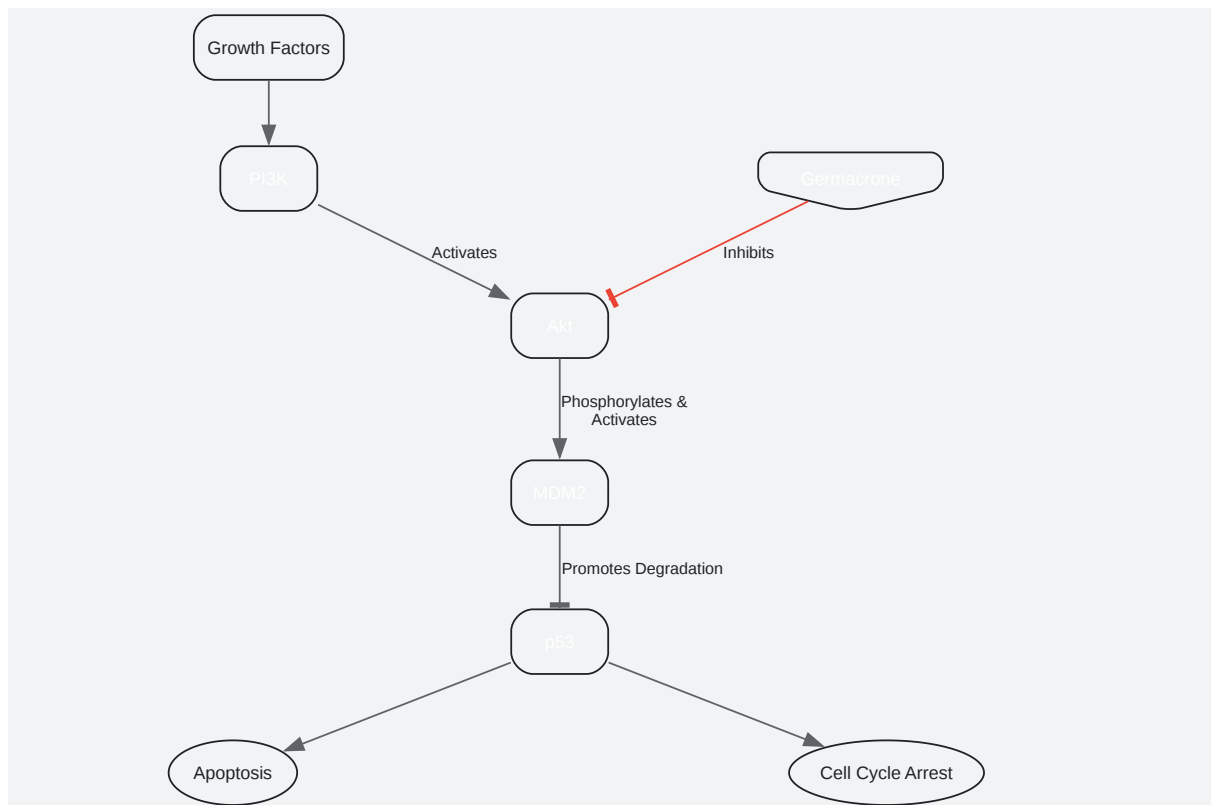 Growth Factors
PI3K
Germacrone
Activates
Inhibits
Akt
Phosphorylates &
Activates
MDM2
Promotes Degradation
p53
Apoptosis
Cell Cycle Arrest